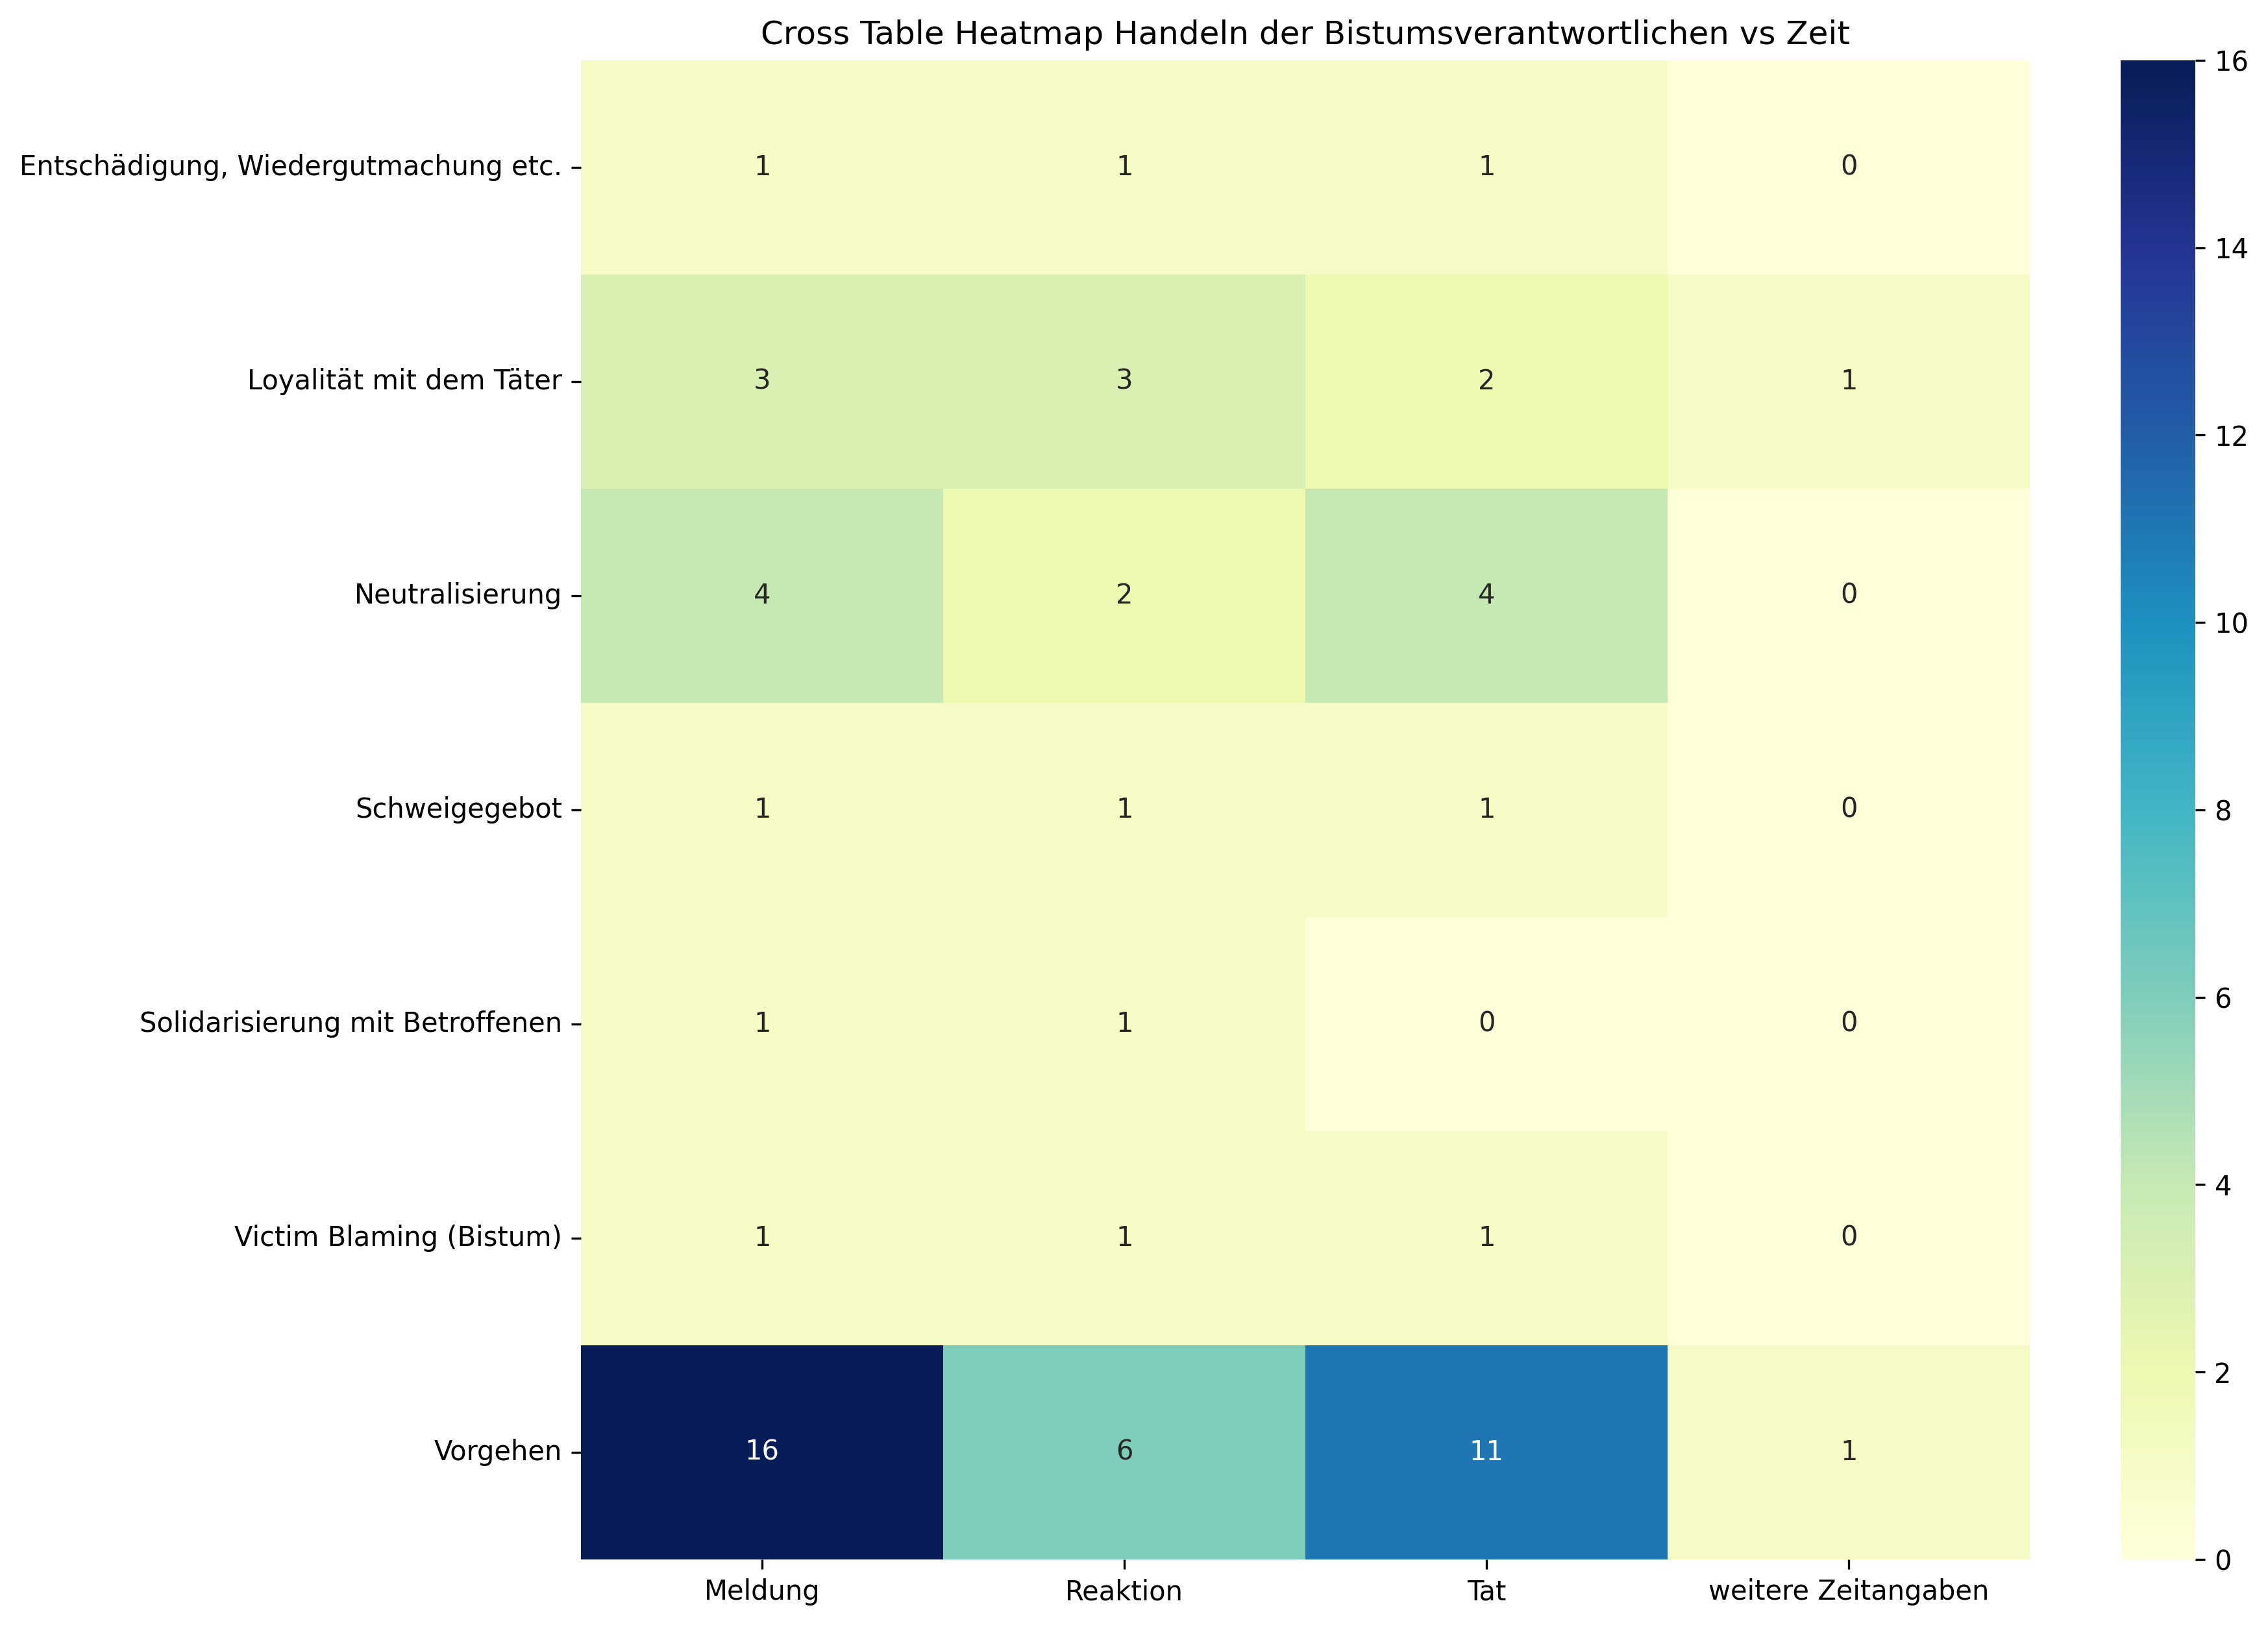 Cross Table Heatmap Handeln der Bistumsverantwortlichen vs Zeit
Entschädigung, Wiedergutmachung etc. 1 1 1 0
Loyalität mit dem Täter 3 3 2 1
Neutralisierung 4 2 4 0
Schweigegebot 1 1 1 0
Solidarisierung mit Betroffenen 1 1 0 0
Victim Blaming (Bistum) 1 1 1 0
Vorgehen 16 6 11 1
Meldung Reaktion Tat weitere Zeitangaben
16
14
12
10
8
6
4
2
0